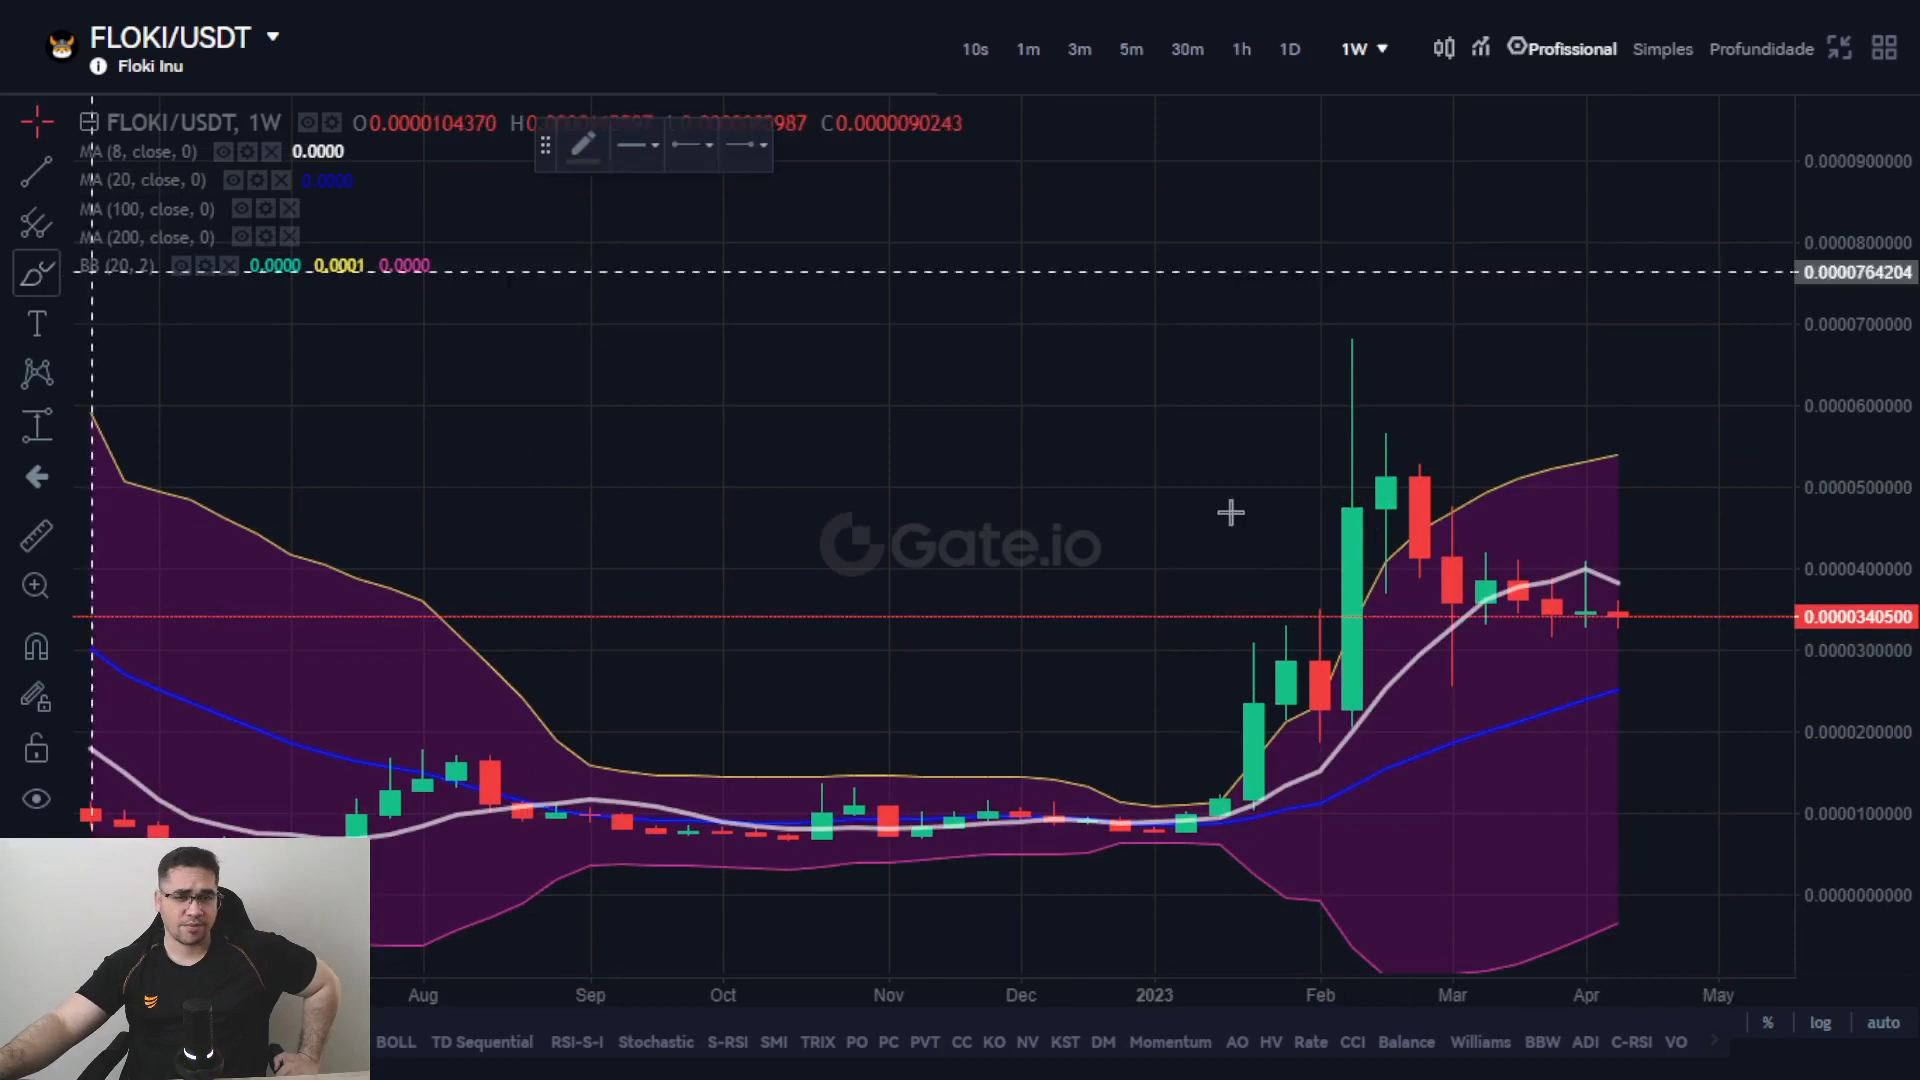 FLOKI/USDT
Floki Inu
10s 1m 3m 5m 30m 1h 1D 1W Profissional Simples Profundidade
FLOKI/USDT, 1W O0.0000104370 C0.0000090243
MA (8, close, 0) 0.0000
MA (20, close, 0) 0.0000
MA (100, close, 0)
MA (200, close, 0)
BB (20, 2) 0.0000 0.0001 0.0000
0.0000900000
0.0000800000
0.0000764204
0.0000700000
0.0000600000
0.0000500000
0.0000400000
0.0000340500
0.0000300000
0.0000200000
0.0000100000
0.0000000000
Gate.io
Aug Sep Oct Nov Dec 2023 Feb Mar Apr May
% log auto
BOLL TD Sequential RSI-S-I Stochastic S-RSI SMI TRIX PO PC PVT CC KO NV KST DM Momentum AO HV Rate CCI Balance Williams BBW ADI C-RSI VO